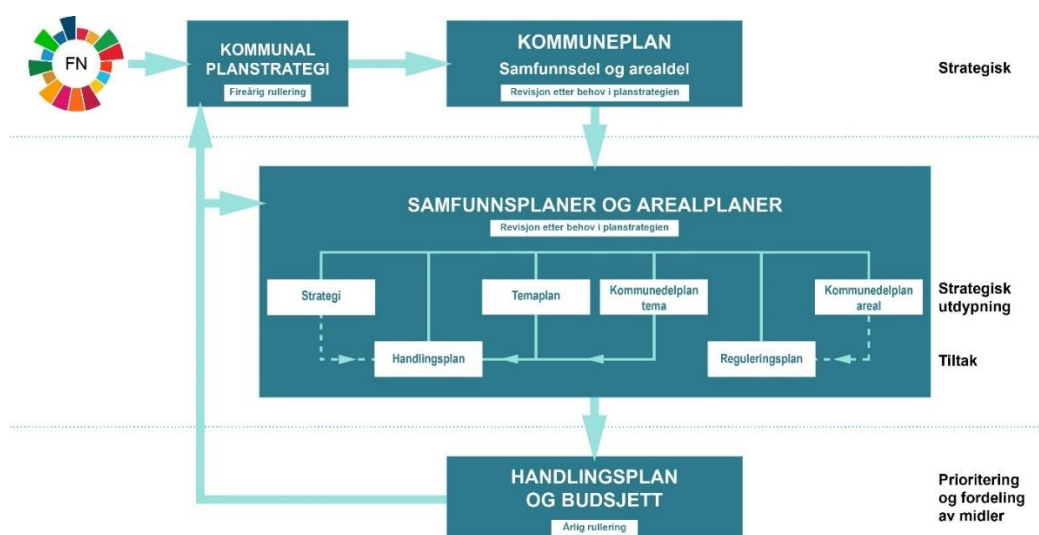 FN
KOMMUNAL
PLANSTRATEGI
Fireårig rullering
KOMMUNEPLAN
Samfunnsdel og arealdel
Revisjon etter behov i planstrategien
Strategisk
SAMFUNNSPLANER OG AREALPLANER
Revisjon etter behov i planstrategien
Strategi
Temaplan
Kommunedelplan
tema
Kommunedelplan
areal
Strategisk
utdypning
Handlingsplan
Reguleringsplan
Tiltak
HANDLINGSPLAN
OG BUDSJETT
Årlig rullering
Prioritering
og fordeling
av midler